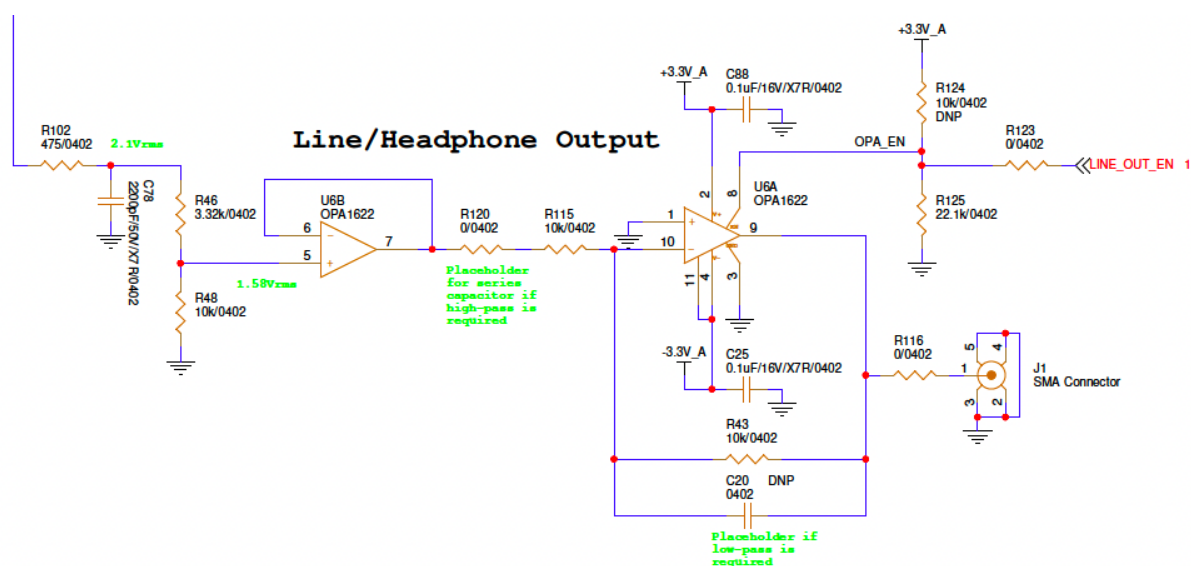 +3.3V_A
C88
0.1uF/16V/X7R/0402
+3.3V_A
R124
10k/0402
DNP
R102
475/0402
2.1Vrms
Line/Headphone Output
OPA_EN
R123
0/0402
LINE_OUT_EN 1
C78
2200pF/50V/X7R/0402
R46
3.32k/0402
U6B
OPA1622
6
5
7
1.58Vrms
R120
0/0402
R115
10k/0402
Placeholder
for series
capacitor if
high-pass is
required
2
8
U6A
OPA1622
1
10
9
V+
V-
11
4
3
R125
22.1k/0402
R48
10k/0402
-3.3V_A
C25
0.1uF/16V/X7R/0402
R116
0/0402
5
4
1
3
2
J1
SMA Connector
R43
10k/0402
C20
0402
DNP
Placeholder if
low-pass is
required